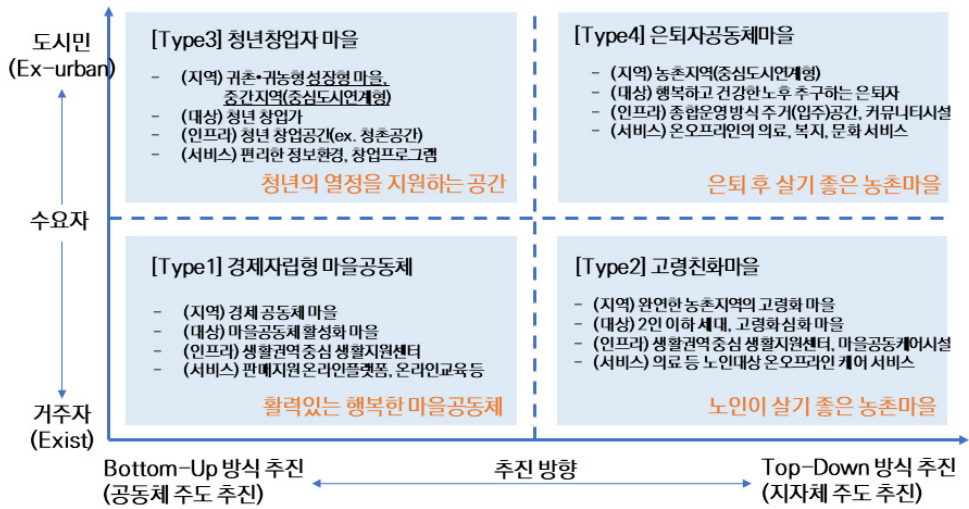 도시민
(Ex-urban)
수요자
거주자
(Exist)
[Type3] 청년창업자 마을
- (지역) 귀촌•귀농형 성장형 마을,
중간지역(중심도시연계형)
- (대상) 청년 창업가
- (인프라) 청년 창업공간(ex. 청촌공간)
- (서비스) 편리한 정보환경, 창업프로그램
청년의 열정을 지원하는 공간
[Type4] 은퇴자공동체마을
- (지역) 농촌지역(중심도시연계형)
- (대상) 행복하고 건강한 노후 추구하는 은퇴자
- (인프라) 종합운영 방식 주거(입주)공간, 커뮤니티시설
- (서비스) 온오프라인의 의료, 복지, 문화 서비스
은퇴 후 살기 좋은 농촌마을
[Type1] 경제자립형 마을공동체
- (지역) 경제 공동체 마을
- (대상) 마을공동체 활성화 마을
- (인프라) 생활권역 중심 생활지원센터
- (서비스) 판매지원 온라인플랫폼, 온라인교육 등
활력있는 행복한 마을공동체
[Type2] 고령친화마을
- (지역) 완연한 농촌지역의 고령화 마을
- (대상) 2인 이하 세대, 고령화 심화 마을
- (인프라) 생활권역 중심 생활지원센터, 마을공동케어시설
- (서비스) 의료 등 노인대상 온오프라인 케어 서비스
노인이 살기 좋은 농촌마을
Bottom-Up 방식 추진
(공동체 주도 추진)
추진 방향
Top-Down 방식 추진
(지자체 주도 추진)